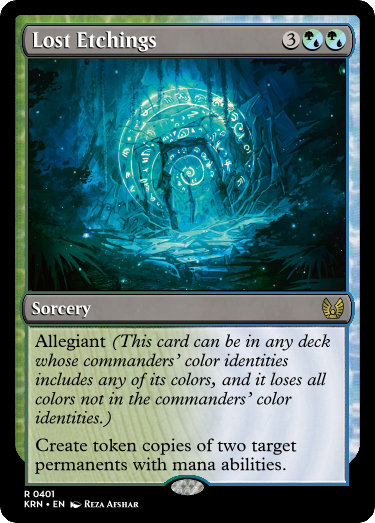 Lost Etchings 3
Sorcery
Allegiant (This card can be in any deck
whose commanders' color identities
includes any of its colors, and it loses all
colors not in the commanders' color
identities.)
Create token copies of two target
permanents with mana abilities.
R 0401
KRN • EN Reza Afshar